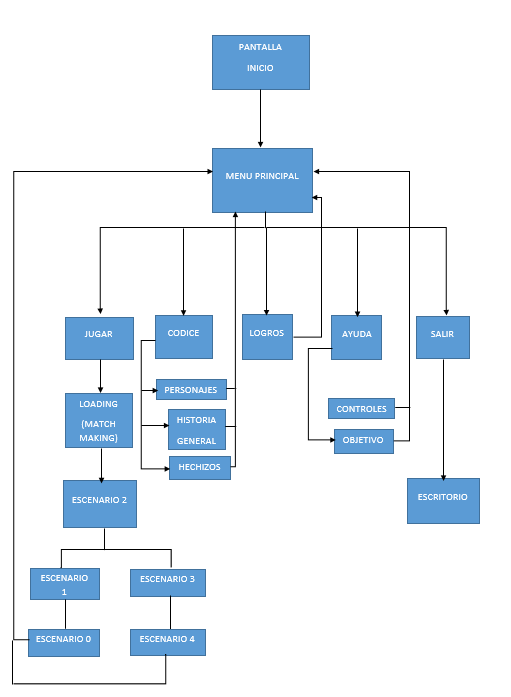 PANTALLA
INICIO
MENU PRINCIPAL
JUGAR
CODICE
LOGROS
AYUDA
SALIR
PERSONAJES
LOADING
(MATCH
MAKING)
CONTROLES
HISTORIA
GENERAL
OBJETIVO
HECHIZOS
ESCENARIO 2
ESCRITORIO
ESCENARIO
1
ESCENARIO 3
ESCENARIO 0
ESCENARIO 4